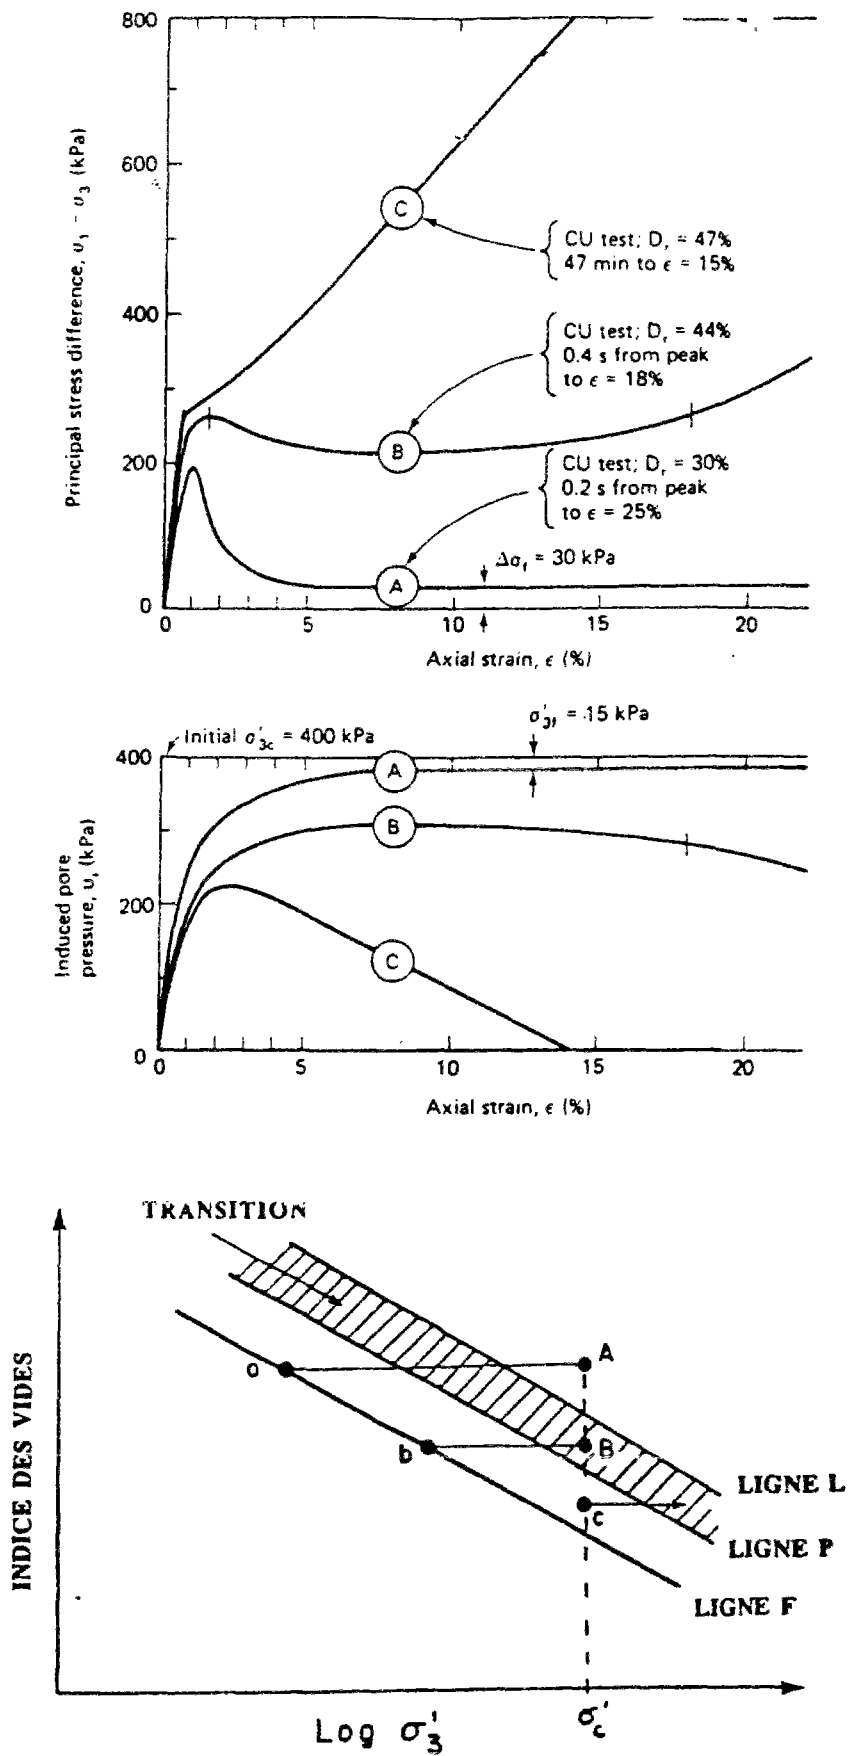 800
600
400
200
0
Principal stress difference, σ₁ − σ₃ (kPa)
C
CU test; Dᵣ = 47%
47 min to ϵ = 15%
CU test; Dᵣ = 44%
0.4 s from peak
to ϵ = 18%
B
CU test; Dᵣ = 30%
0.2 s from peak
to ϵ = 25%
A
Δσf = 30 kPa
0 5 10 15 20
Axial strain, ϵ (%)
σ'3f = 15 kPa
Initial σ'3c = 400 kPa
400
200
0
Induced pore
pressure, uᵢ (kPa)
A
B
C
0 5 10 15 20
Axial strain, ϵ (%)
TRANSITION
INDICE DES VIDES
a
A
b
B
c
LIGNE L
LIGNE P
LIGNE F
Log σ₃'
σc'